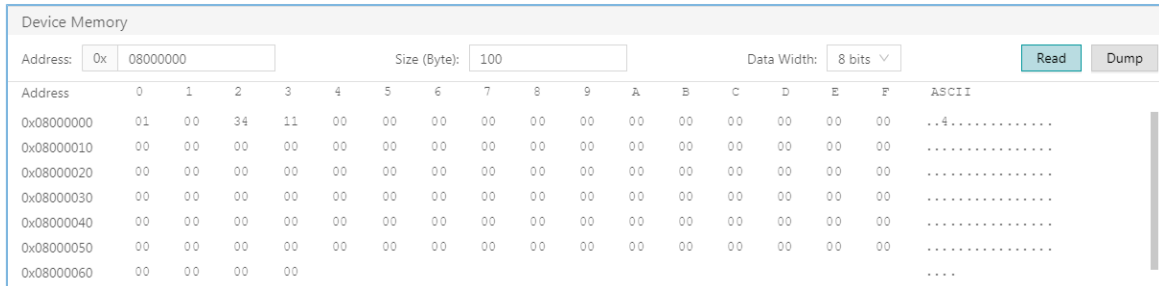 Device Memory
Address: 0x 08000000 Size (Byte): 100 Data Width: 8 bits Read Dump
Address 0 1 2 3 4 5 6 7 8 9 A B C D E F ASCII
0x08000000 01 00 34 11 00 00 00 00 00 00 00 00 00 00 00 00 ..4.............
0x08000010 00 00 00 00 00 00 00 00 00 00 00 00 00 00 00 00 ................
0x08000020 00 00 00 00 00 00 00 00 00 00 00 00 00 00 00 00 ................
0x08000030 00 00 00 00 00 00 00 00 00 00 00 00 00 00 00 00 ................
0x08000040 00 00 00 00 00 00 00 00 00 00 00 00 00 00 00 00 ................
0x08000050 00 00 00 00 00 00 00 00 00 00 00 00 00 00 00 00 ................
0x08000060 00 00 00 00 ....